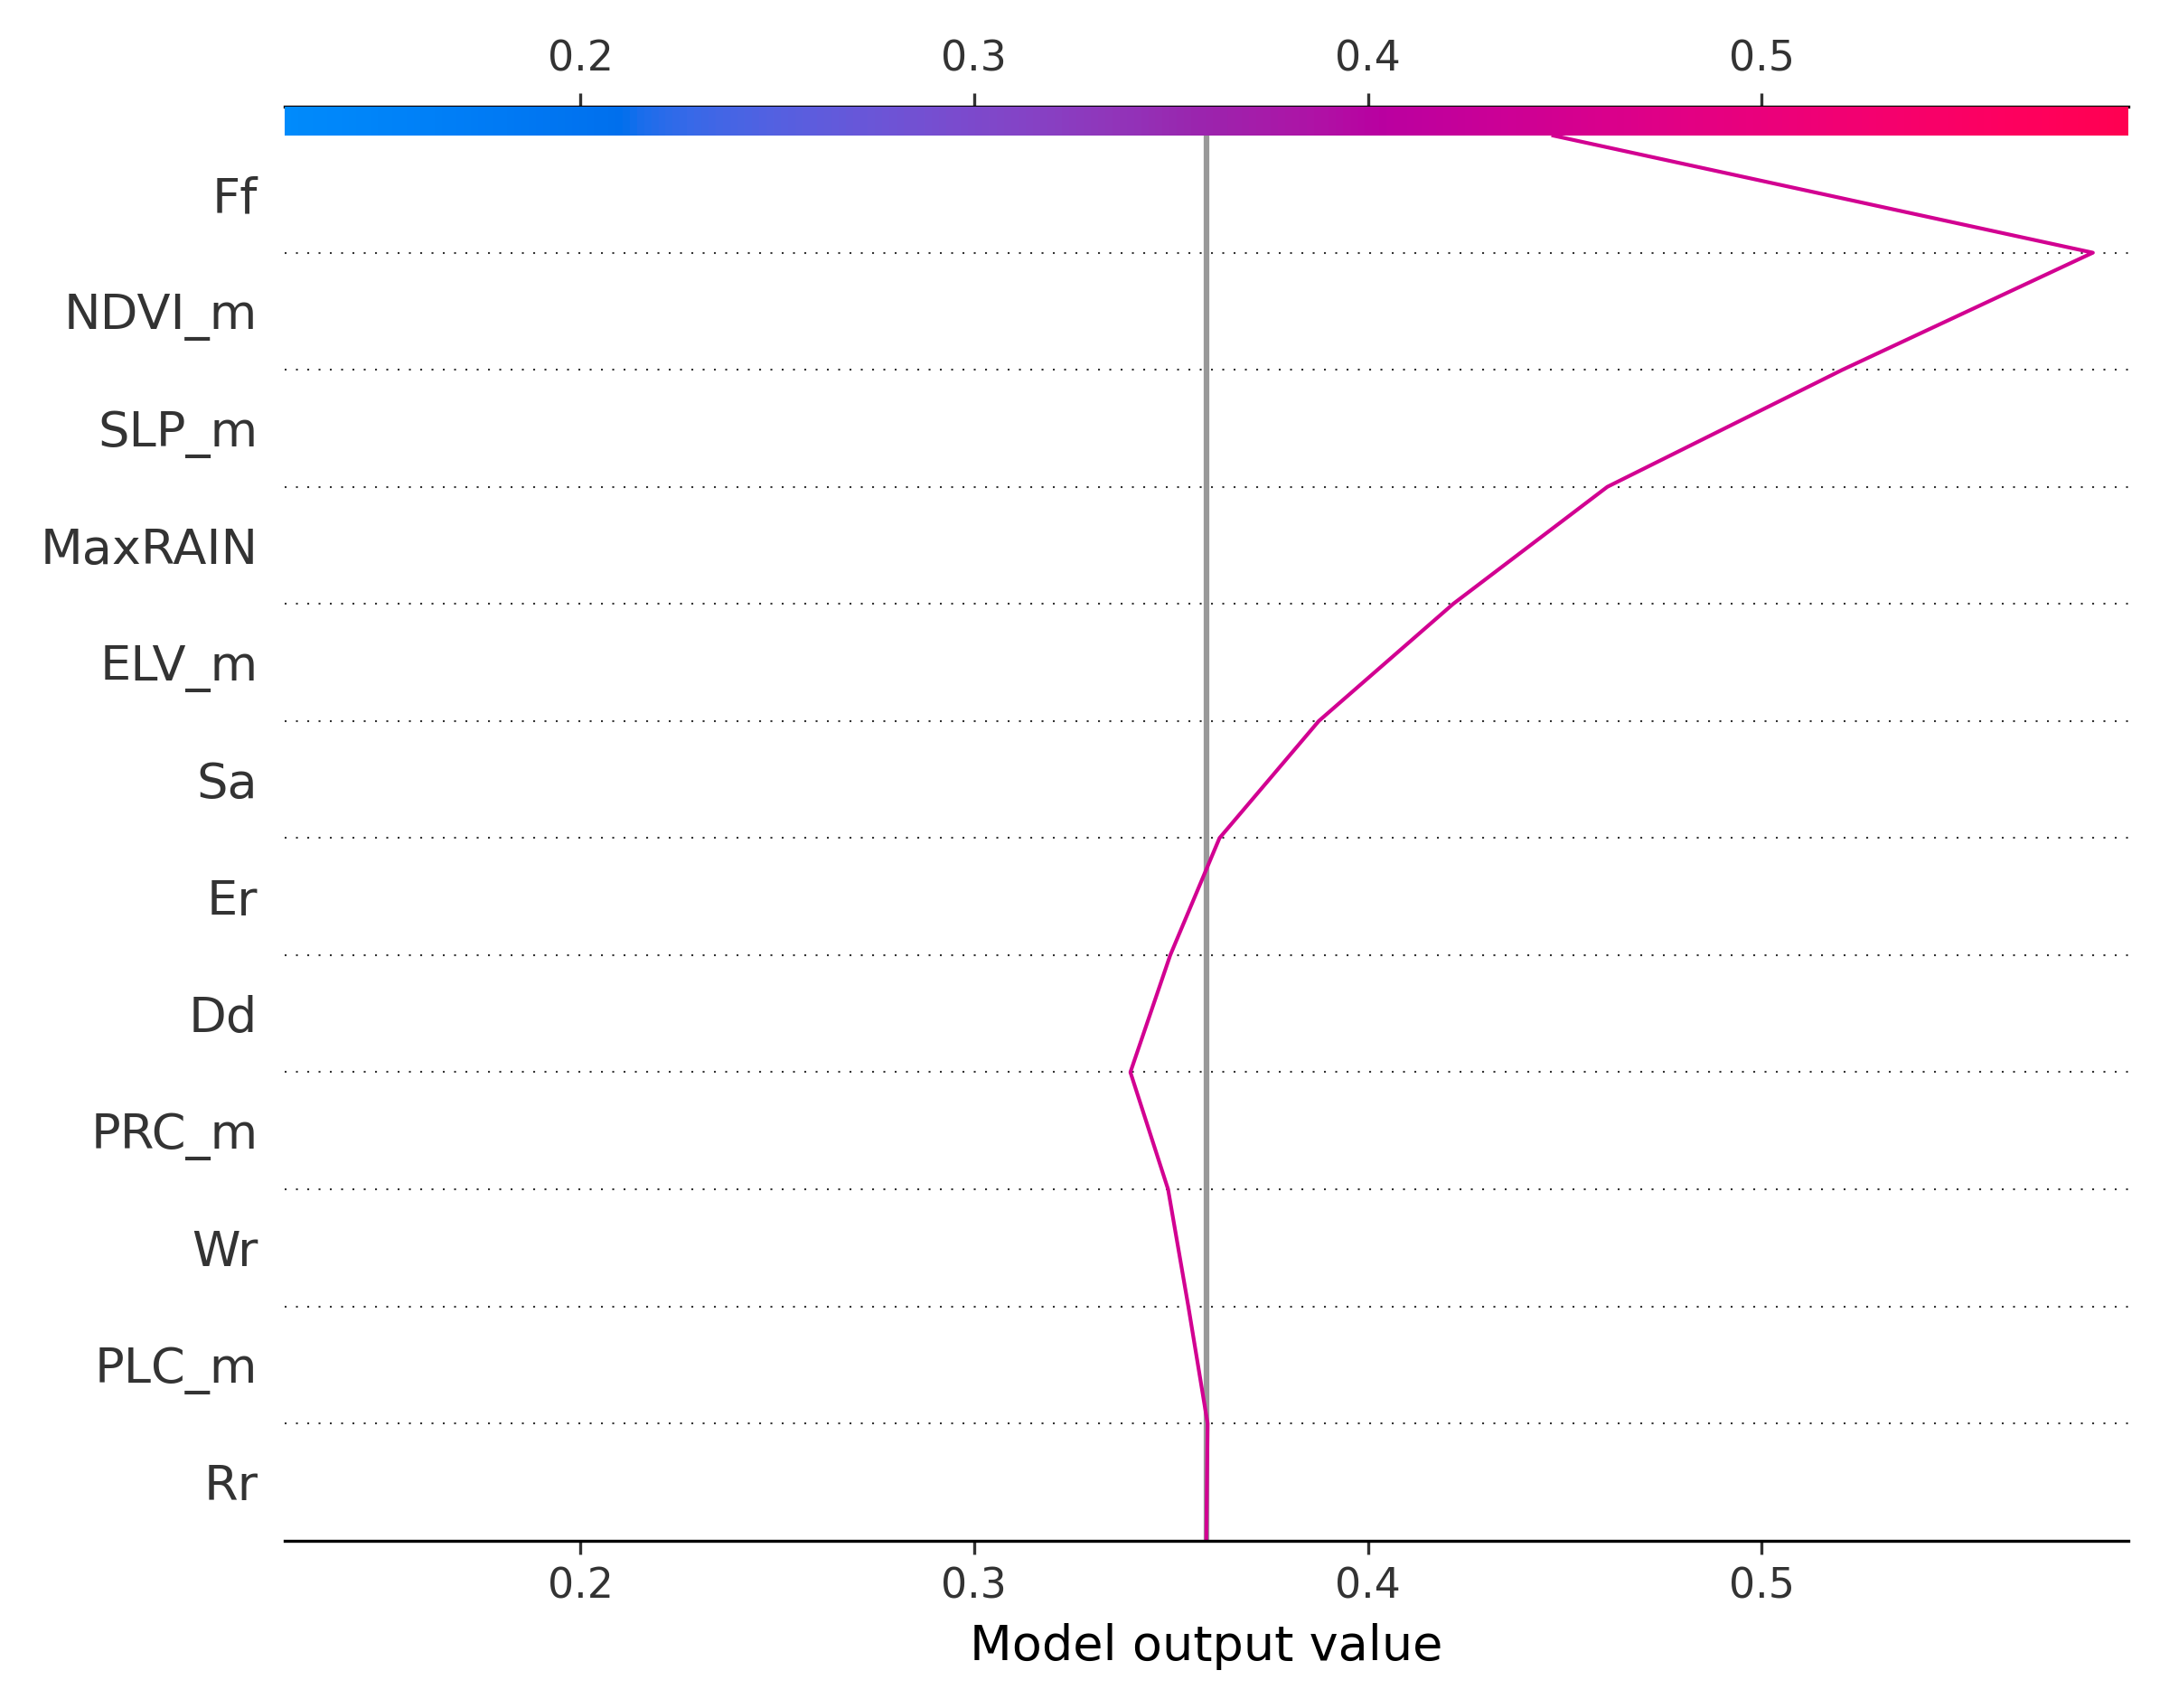 0.2 0.3 0.4 0.5
Ff
NDVI_m
SLP_m
MaxRAIN
ELV_m
Sa
Er
Dd
PRC_m
Wr
PLC_m
Rr
0.2 0.3 0.4 0.5
Model output value